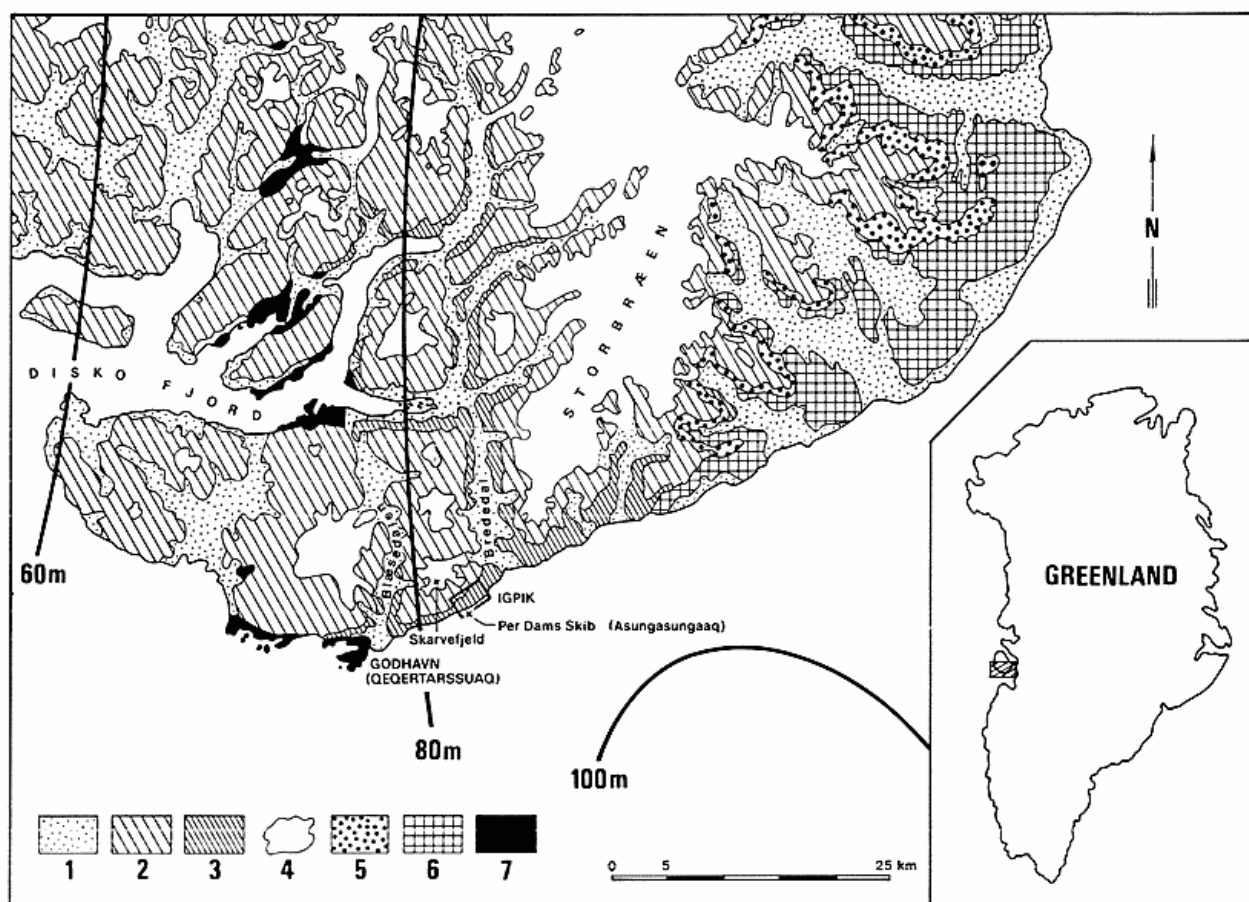 N
STORBRÆEN
DISKO
FJORD
Blæsedal
Brededal
60m
IGPIK
Per Dams Skib (Asungasungaaq)
Skarvefjeld
GODHAVN
(QEQERTARSSUAQ)
80m
100m
GREENLAND
1 2 3 4 5 6 7
0 5 25 km